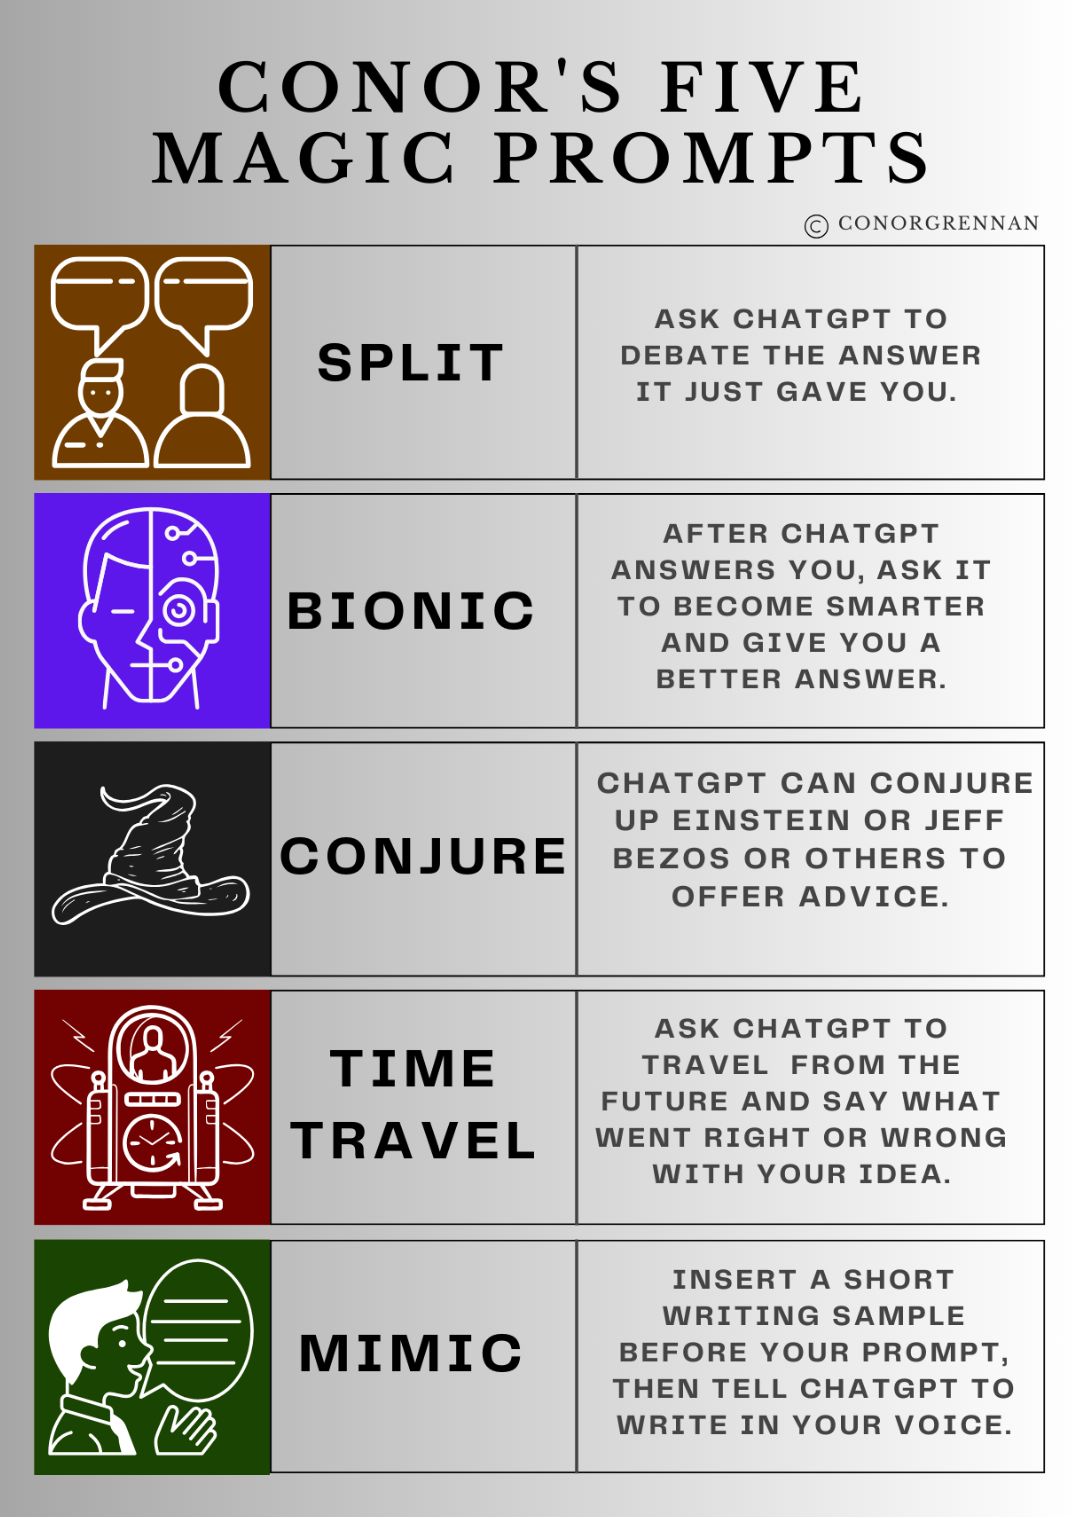 CONOR'S FIVE
MAGIC PROMPTS
© CONORGRENNAN
SPLIT
ASK CHATGPT TO
DEBATE THE ANSWER
IT JUST GAVE YOU.
BIONIC
AFTER CHATGPT
ANSWERS YOU, ASK IT
TO BECOME SMARTER
AND GIVE YOU A
BETTER ANSWER.
CONJURE
CHATGPT CAN CONJURE
UP EINSTEIN OR JEFF
BEZOS OR OTHERS TO
OFFER ADVICE.
TIME
TRAVEL
ASK CHATGPT TO
TRAVEL FROM THE
FUTURE AND SAY WHAT
WENT RIGHT OR WRONG
WITH YOUR IDEA.
MIMIC
INSERT A SHORT
WRITING SAMPLE
BEFORE YOUR PROMPT,
THEN TELL CHATGPT TO
WRITE IN YOUR VOICE.